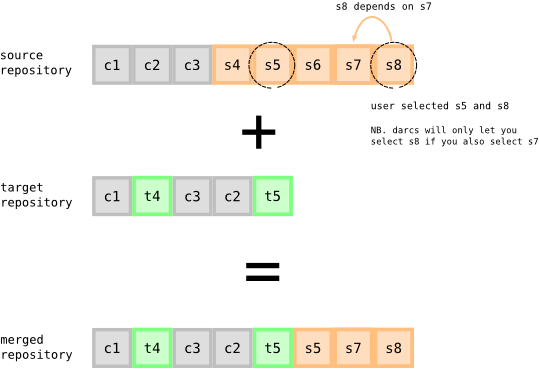 s8 depends on s7
source
repository
c1 c2 c3 s4 s5 s6 s7 s8
user selected s5 and s8
NB. darcs will only let you
select s8 if you also select s7
+
target
repository
c1 t4 c3 c2 t5
=
merged
repository
c1 t4 c3 c2 t5 s5 s7 s8